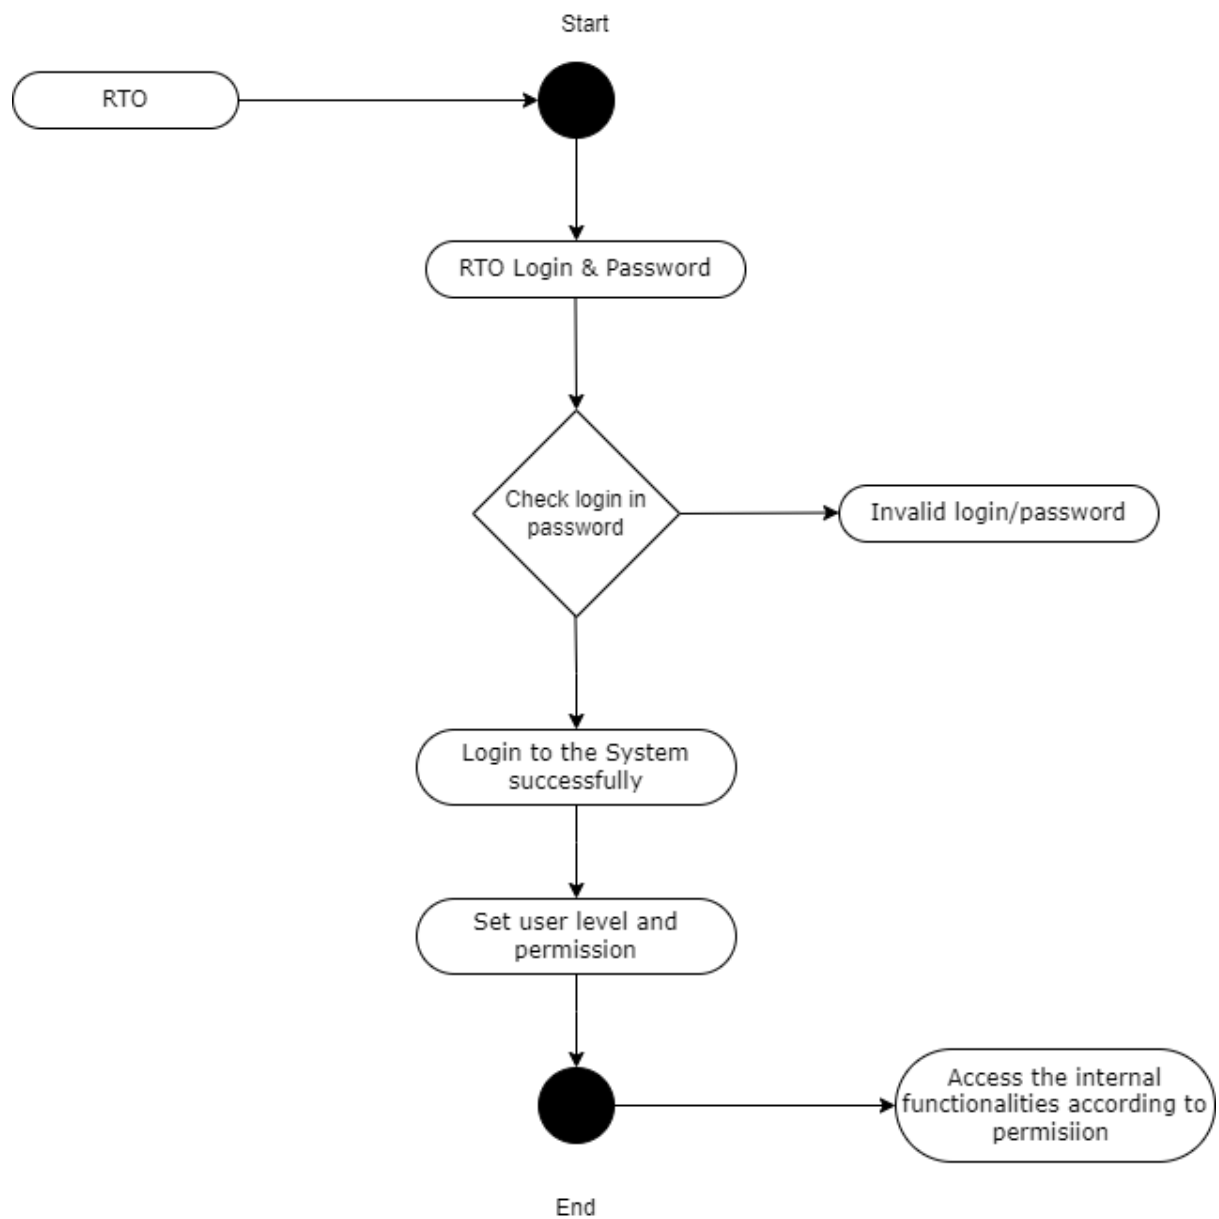 Start
RTO
RTO Login & Password
Check login in
password
Invalid login/password
Login to the System
successfully
Set user level and
permission
Access the internal
functionalities according to
permisiion
End